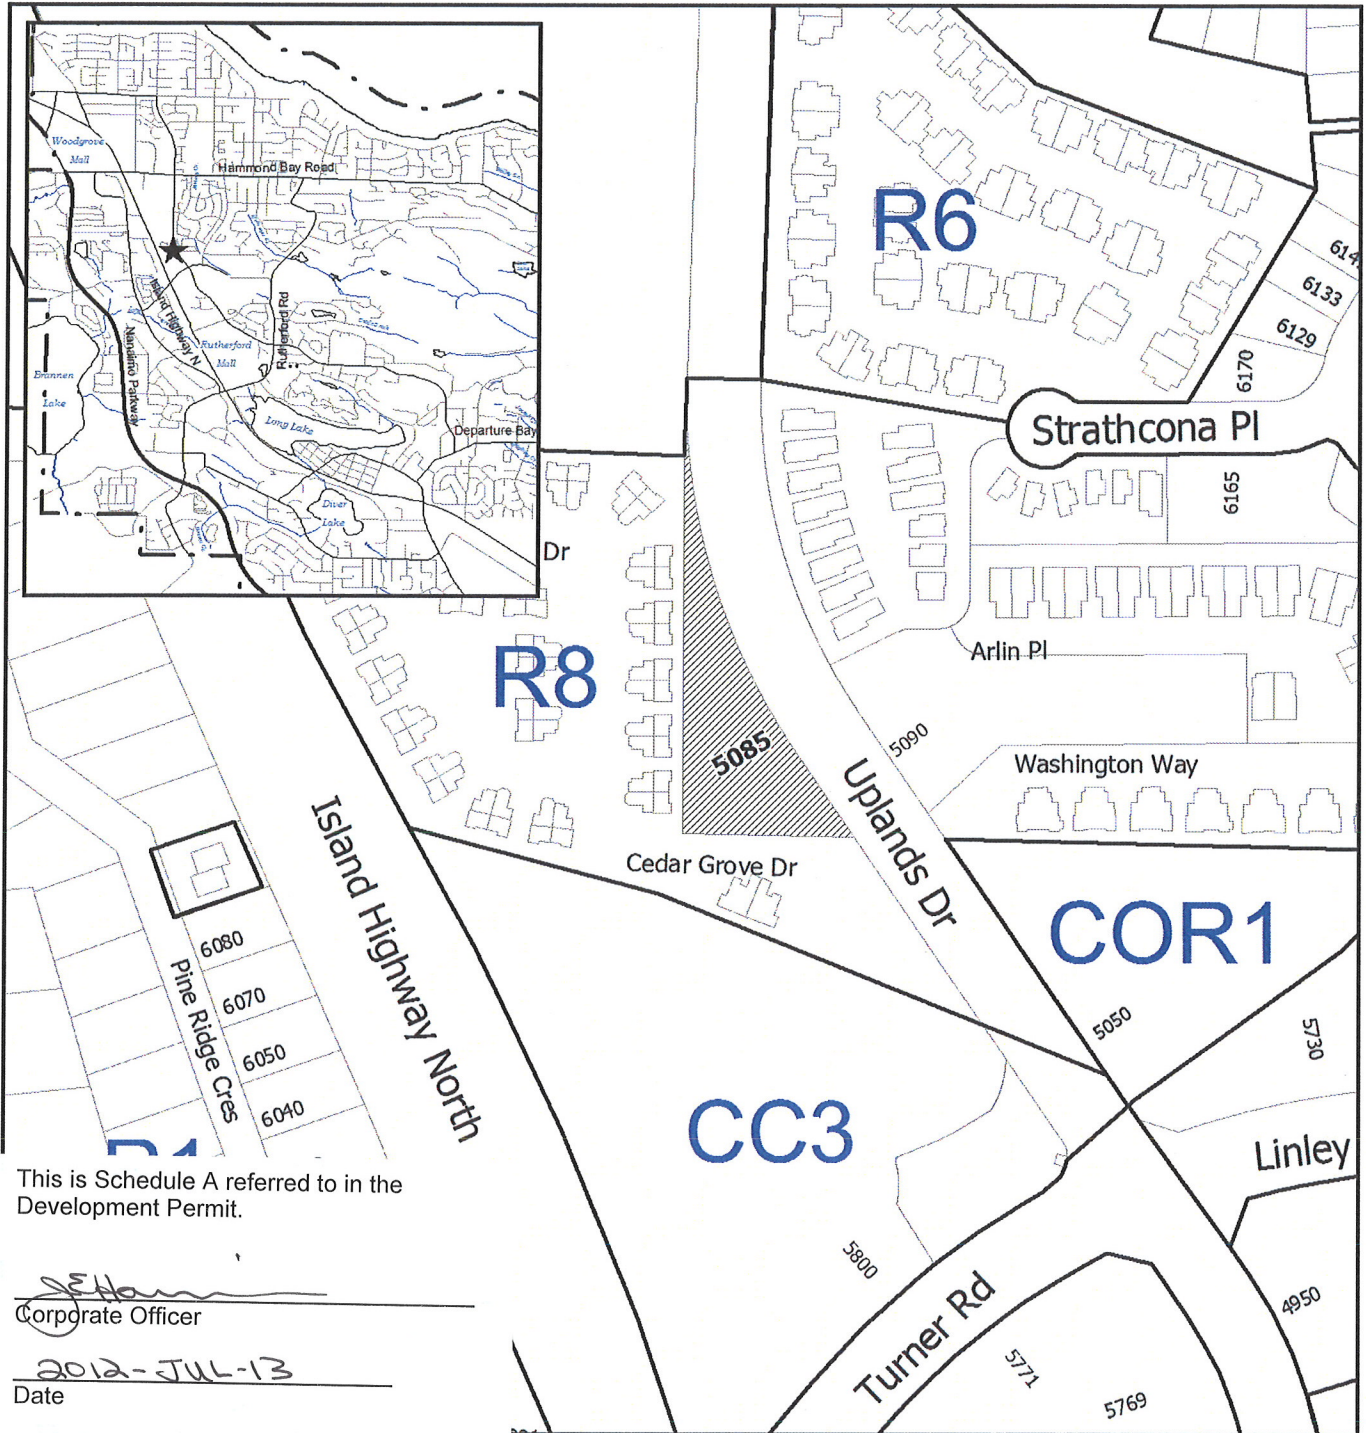 Woodgrove
Mall
Hammond Bay Road
Island Highway N
Rutherford Rd
Nanaimo Parkway
Rutherford
Mall
Brannen
Lake
Long Lake
Departure Bay
Diver
Lake
R6
6133
6129
6170
Strathcona Pl
6165
Dr
R8
Arlin Pl
5085
5090
Washington Way
Uplands Dr
Cedar Grove Dr
Island Highway North
COR1
6080
Pine Ridge Cres
6070
6050
6040
5050
5730
CC3
Linley
This is Schedule A referred to in the
Development Permit.
5800
4950
Corporate Officer
Turner Rd
2012-JUL-13
Date
5771
5769